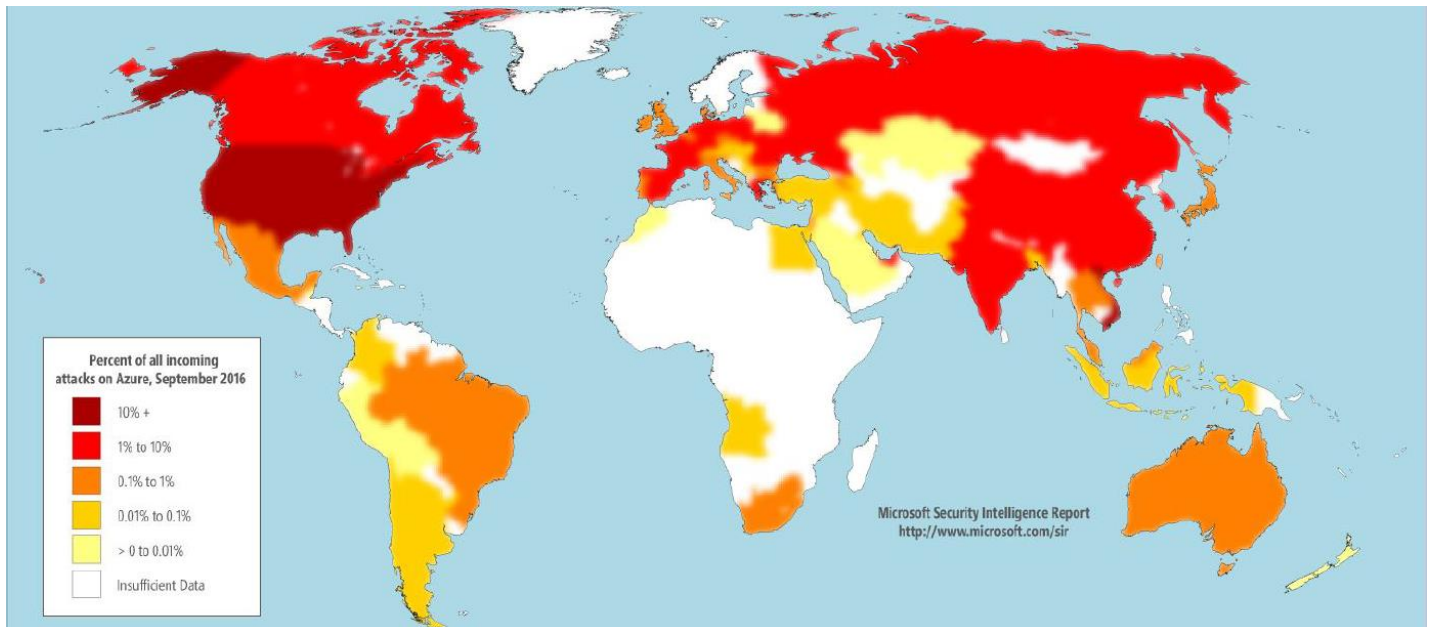 Percent of all incoming
attacks on Azure, September 2016
10% +
1% to 10%
0.1% to 1%
0.01% to 0.1%
> 0 to 0.01%
Insufficient Data
Microsoft Security Intelligence Report
http://www.microsoft.com/sir